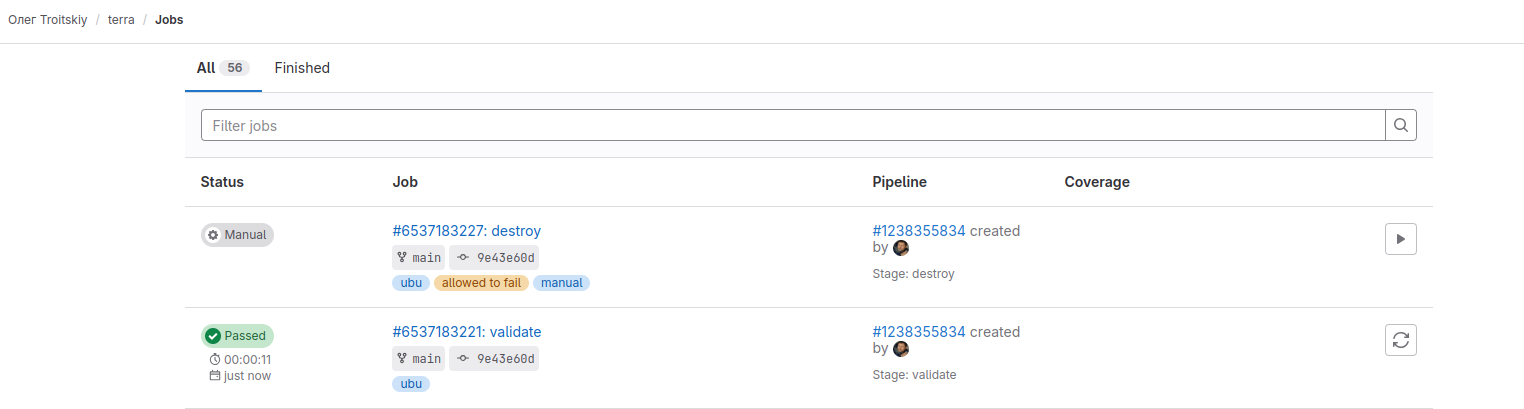 Олег Troitskiy / terra / Jobs
All 56 Finished
Filter jobs
Status Job Pipeline Coverage
Manual
#6537183227: destroy
main 9e43e60d
ubu allowed to fail manual
#1238355834 created
by
Stage: destroy
Passed
00:00:11
just now
#6537183221: validate
main 9e43e60d
ubu
#1238355834 created
by
Stage: validate